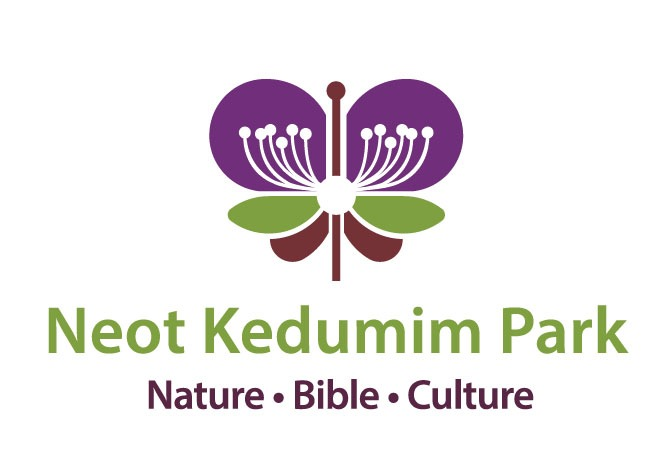 Neot Kedumim Park
Nature • Bible • Culture